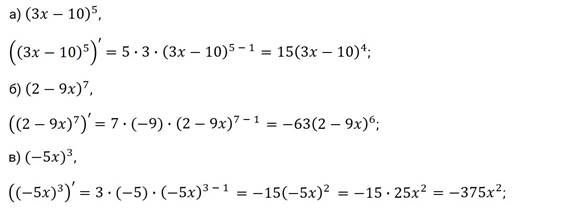 а) (3x − 10)⁵,
((3x − 10)⁵)′ = 5 ∙ 3 ∙ (3x − 10)⁵ ⁻ ¹ = 15(3x − 10)⁴;
б) (2 − 9x)⁷,
((2 − 9x)⁷)′ = 7 ∙ (−9) ∙ (2 − 9x)⁷ ⁻ ¹ = −63(2 − 9x)⁶;
в) (−5x)³,
((−5x)³)′ = 3 ∙ (−5) ∙ (−5x)³ ⁻ ¹ = −15(−5x)² = −15 ∙ 25x² = −375x²;